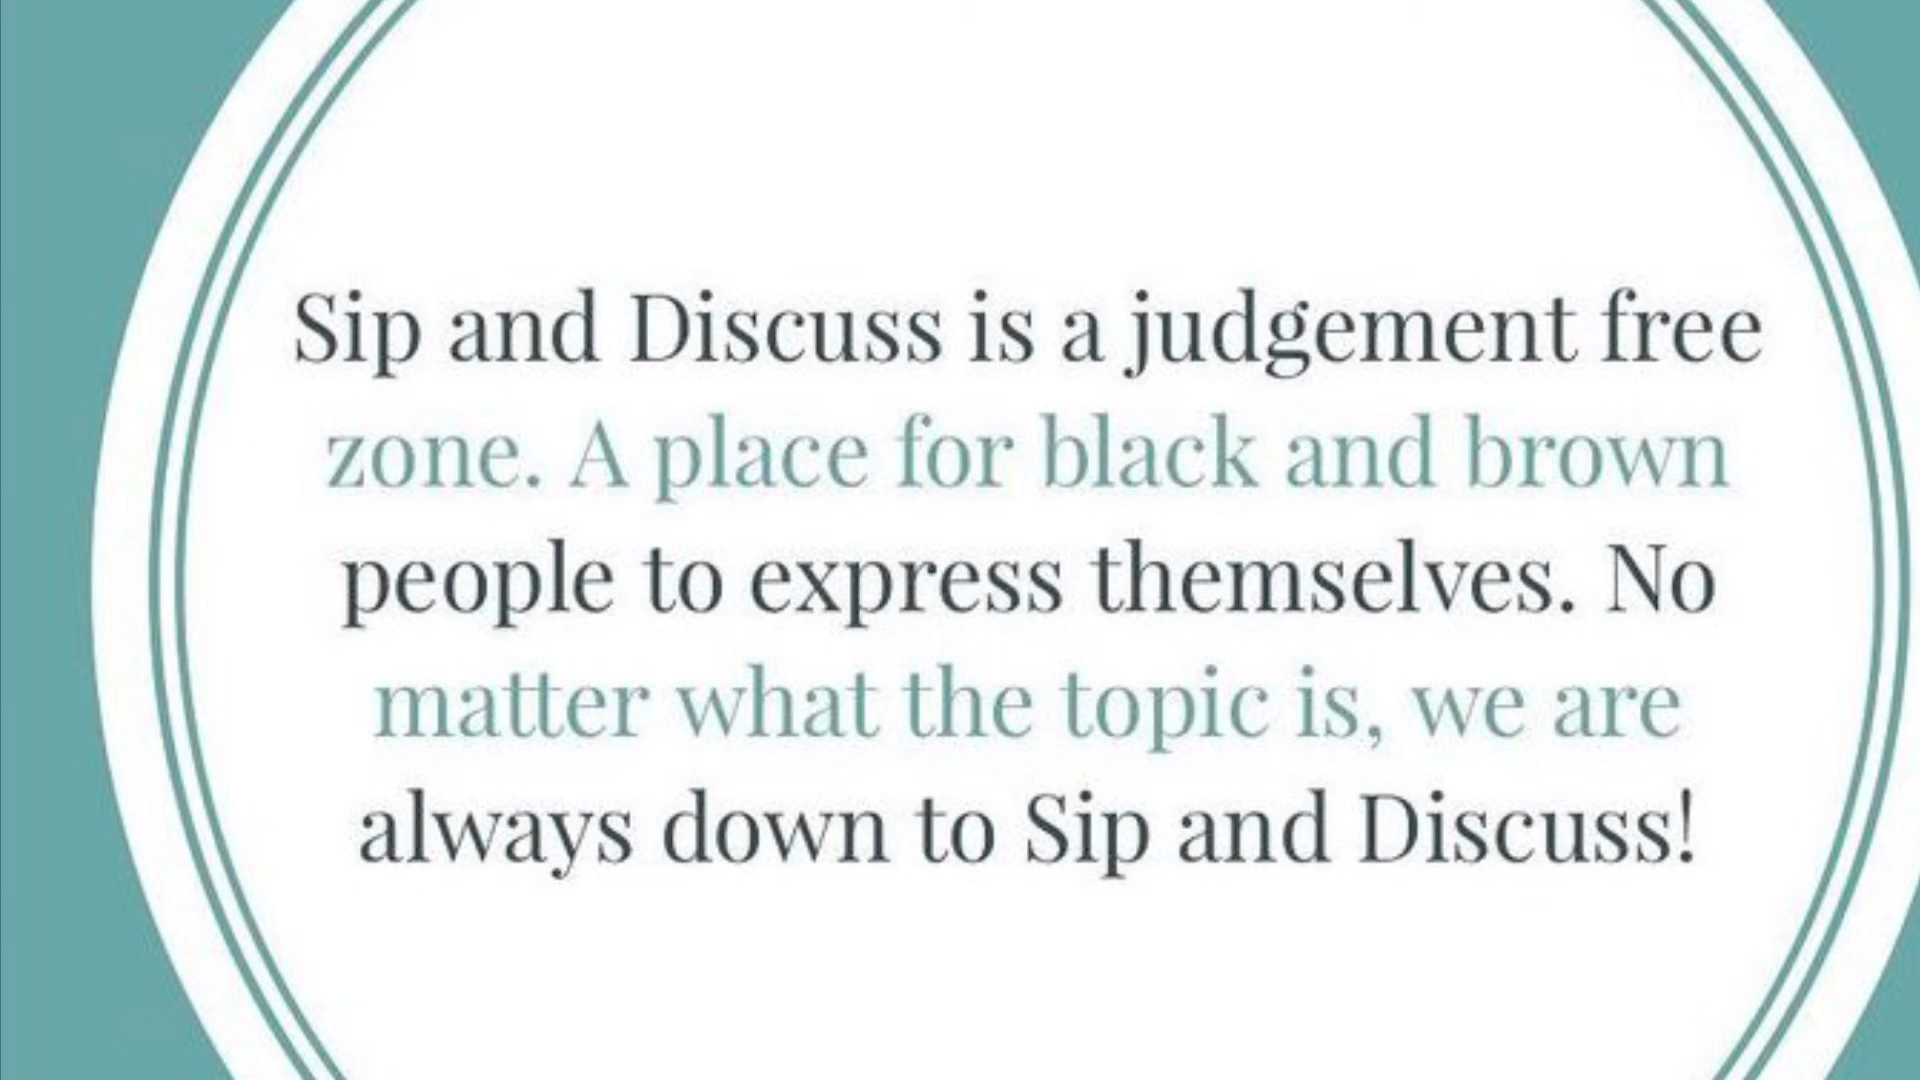 Sip and Discuss is a judgement free
zone. A place for black and brown
people to express themselves. No
matter what the topic is, we are
always down to Sip and Discuss!